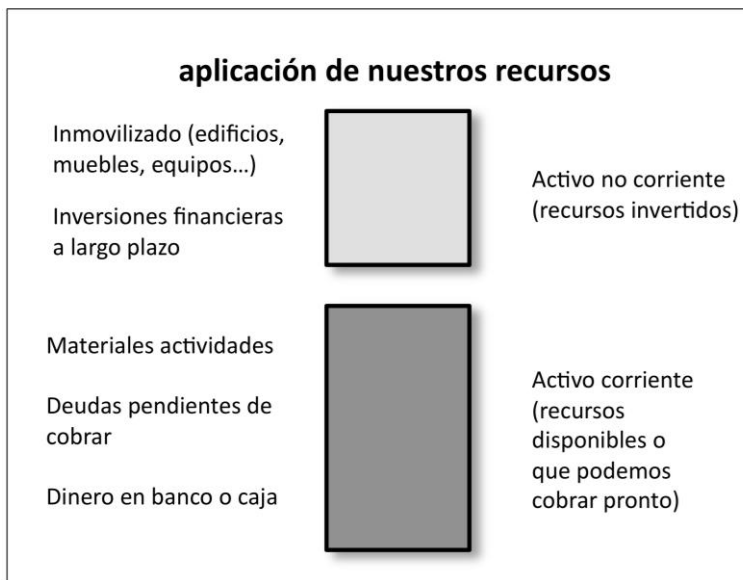 aplicación de nuestros recursos
Inmovilizado (edificios,
muebles, equipos...)
Inversiones financieras
a largo plazo
Activo no corriente
(recursos invertidos)
Materiales actividades
Deudas pendientes de
cobrar
Dinero en banco o caja
Activo corriente
(recursos
disponibles o
que podemos
cobrar pronto)